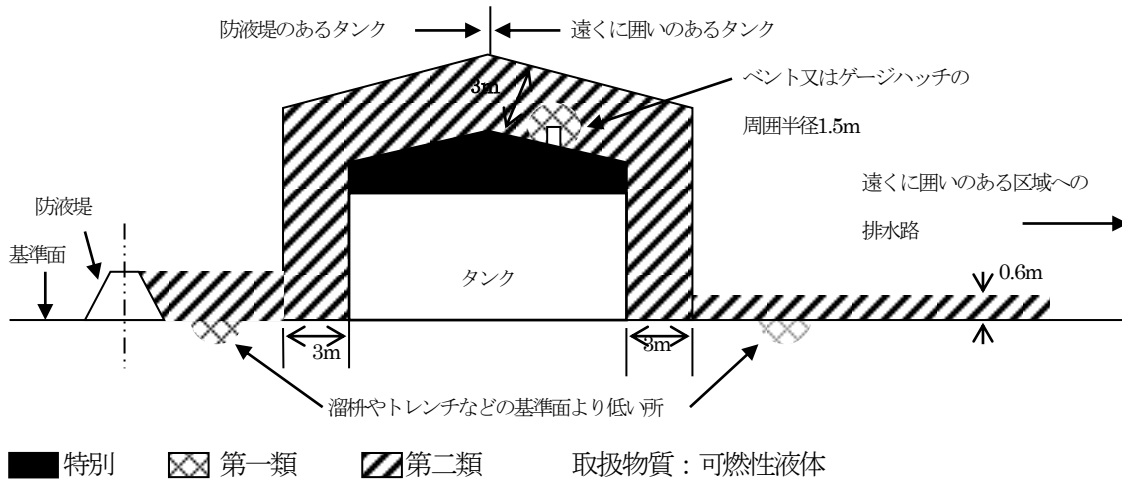 防液堤のあるタンク
遠くに囲いのあるタンク
3m
ベント又はゲージハッチの
周囲半径1.5m
遠くに囲いのある区域への
排水路
防液堤
基準面
タンク
0.6m
3m
3m
溜枡やトレンチなどの基準面より低い所
特別
第一類
第二類
取扱物質：可燃性液体